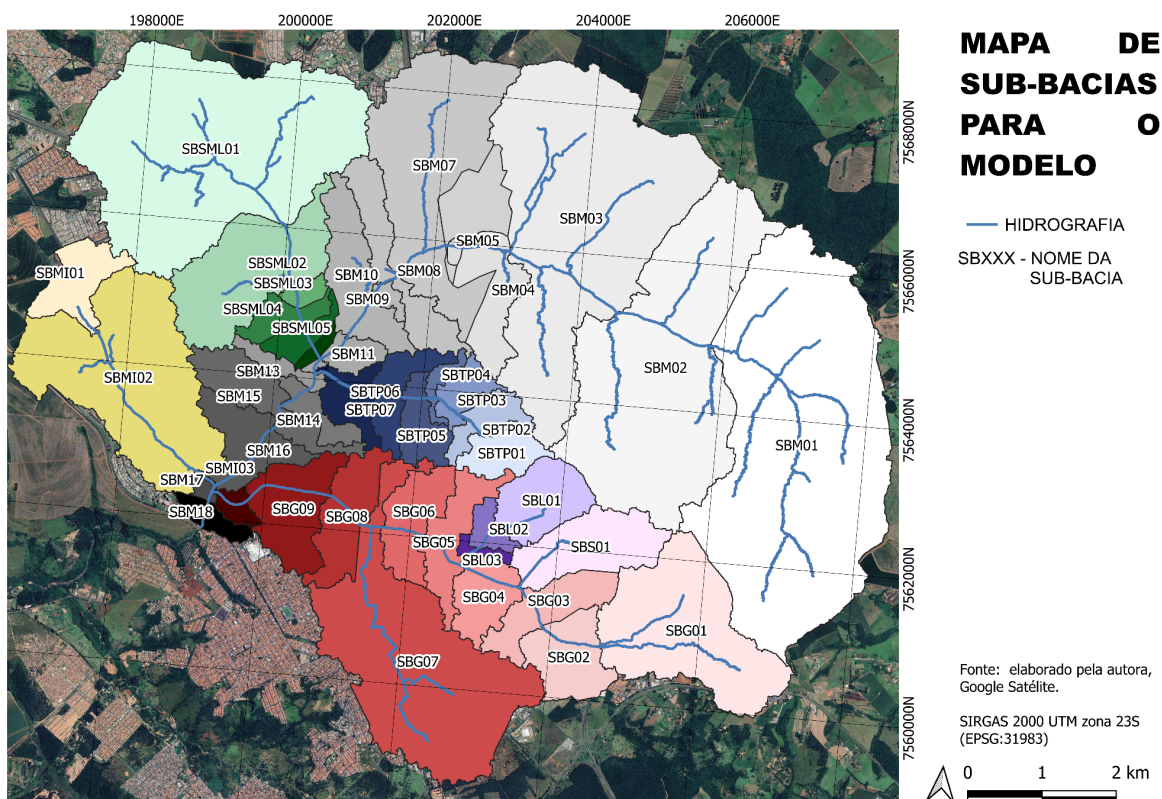 198000E 200000E 202000E 204000E 206000E
MAPA DE
SUB-BACIAS
PARA O
MODELO
HIDROGRAFIA
SBXXX - NOME DA
SUB-BACIA
7568000N
7566000N
7564000N
7562000N
7560000N
SBSML01
SBM07
SBM03
SBM05
SBMI01
SBSML02
SBM10
SBM08
SBSML03
SBM04
SBM09
SBSML04
SBSML05
SBM11
SBM13
SBM02
SBTP04
SBMI02
SBM15
SBTP06
SBTP03
SBTP07
SBM14
SBTP02
SBTP05
SBM01
SBM16
SBTP01
SBMI03
SBM17
SBL01
SBM18
SBG09
SBG08
SBG06
SBL02
SBG05
SBS01
SBL03
SBG04
SBG03
SBG01
SBG02
SBG07
Fonte: elaborado pela autora,
Google Satélite.
SIRGAS 2000 UTM zona 23S
(EPSG:31983)
0 1 2 km